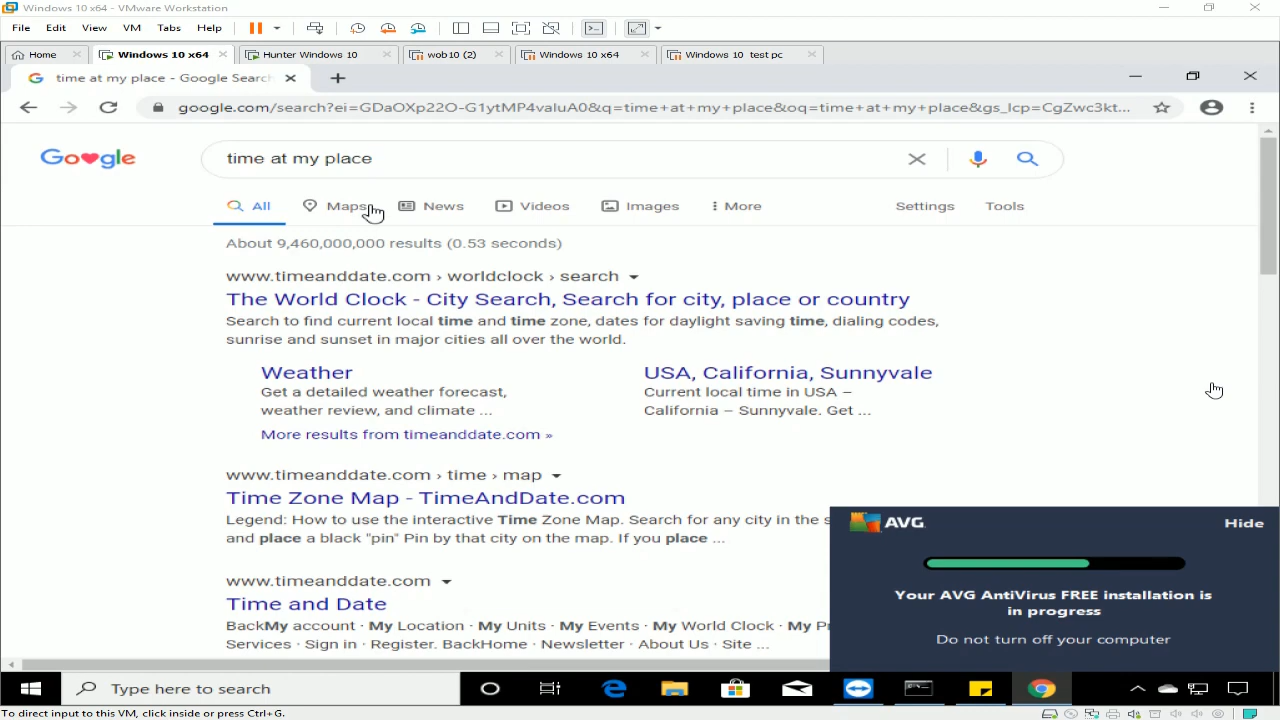 Windows 10 x64 - VMware Workstation
File Edit View VM Tabs Help
Home Windows 10 x64 Hunter Windows 10 wob10 (2) Windows 10 x64 Windows 10 test pc
time at my place - Google Search
google.com/search?ei=GDaOXp22O-G1ytMP4valuA0&q=time+at+my+place&oq=time+at+my+place&gs_lcp=CgZwc3kt...
Google
time at my place
All Maps News Videos Images More Settings Tools
About 9,460,000,000 results (0.53 seconds)
www.timeanddate.com › worldclock › search
The World Clock - City Search, Search for city, place or country
Search to find current local time and time zone, dates for daylight saving time, dialing codes,
sunrise and sunset in major cities all over the world.
Weather
Get a detailed weather forecast,
weather review, and climate ...
USA, California, Sunnyvale
Current local time in USA –
California – Sunnyvale. Get ...
More results from timeanddate.com »
www.timeanddate.com › time › map
Time Zone Map - TimeAndDate.com
Legend: How to use the interactive Time Zone Map. Search for any city in the s
and place a black "pin" Pin by that city on the map. If you place ...
www.timeanddate.com
Time and Date
BackMy account · My Location · My Units · My Events · My World Clock · My Pr
Services · Sign in · Register. BackHome · Newsletter · About Us · Site ...
AVG Hide
Your AVG AntiVirus FREE installation is
in progress
Do not turn off your computer
Type here to search
To direct input to this VM, click inside or press Ctrl+G.